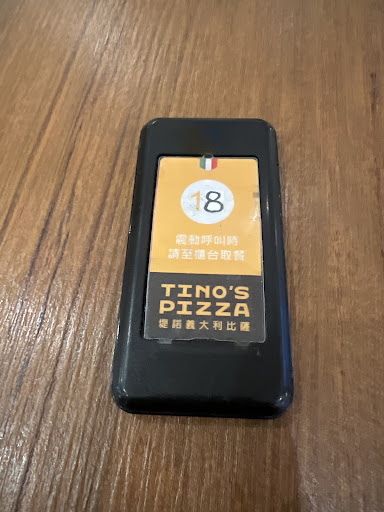 18
震動呼叫時
請至櫃台取餐
TINO'S
PIZZA
堤諾義大利比薩